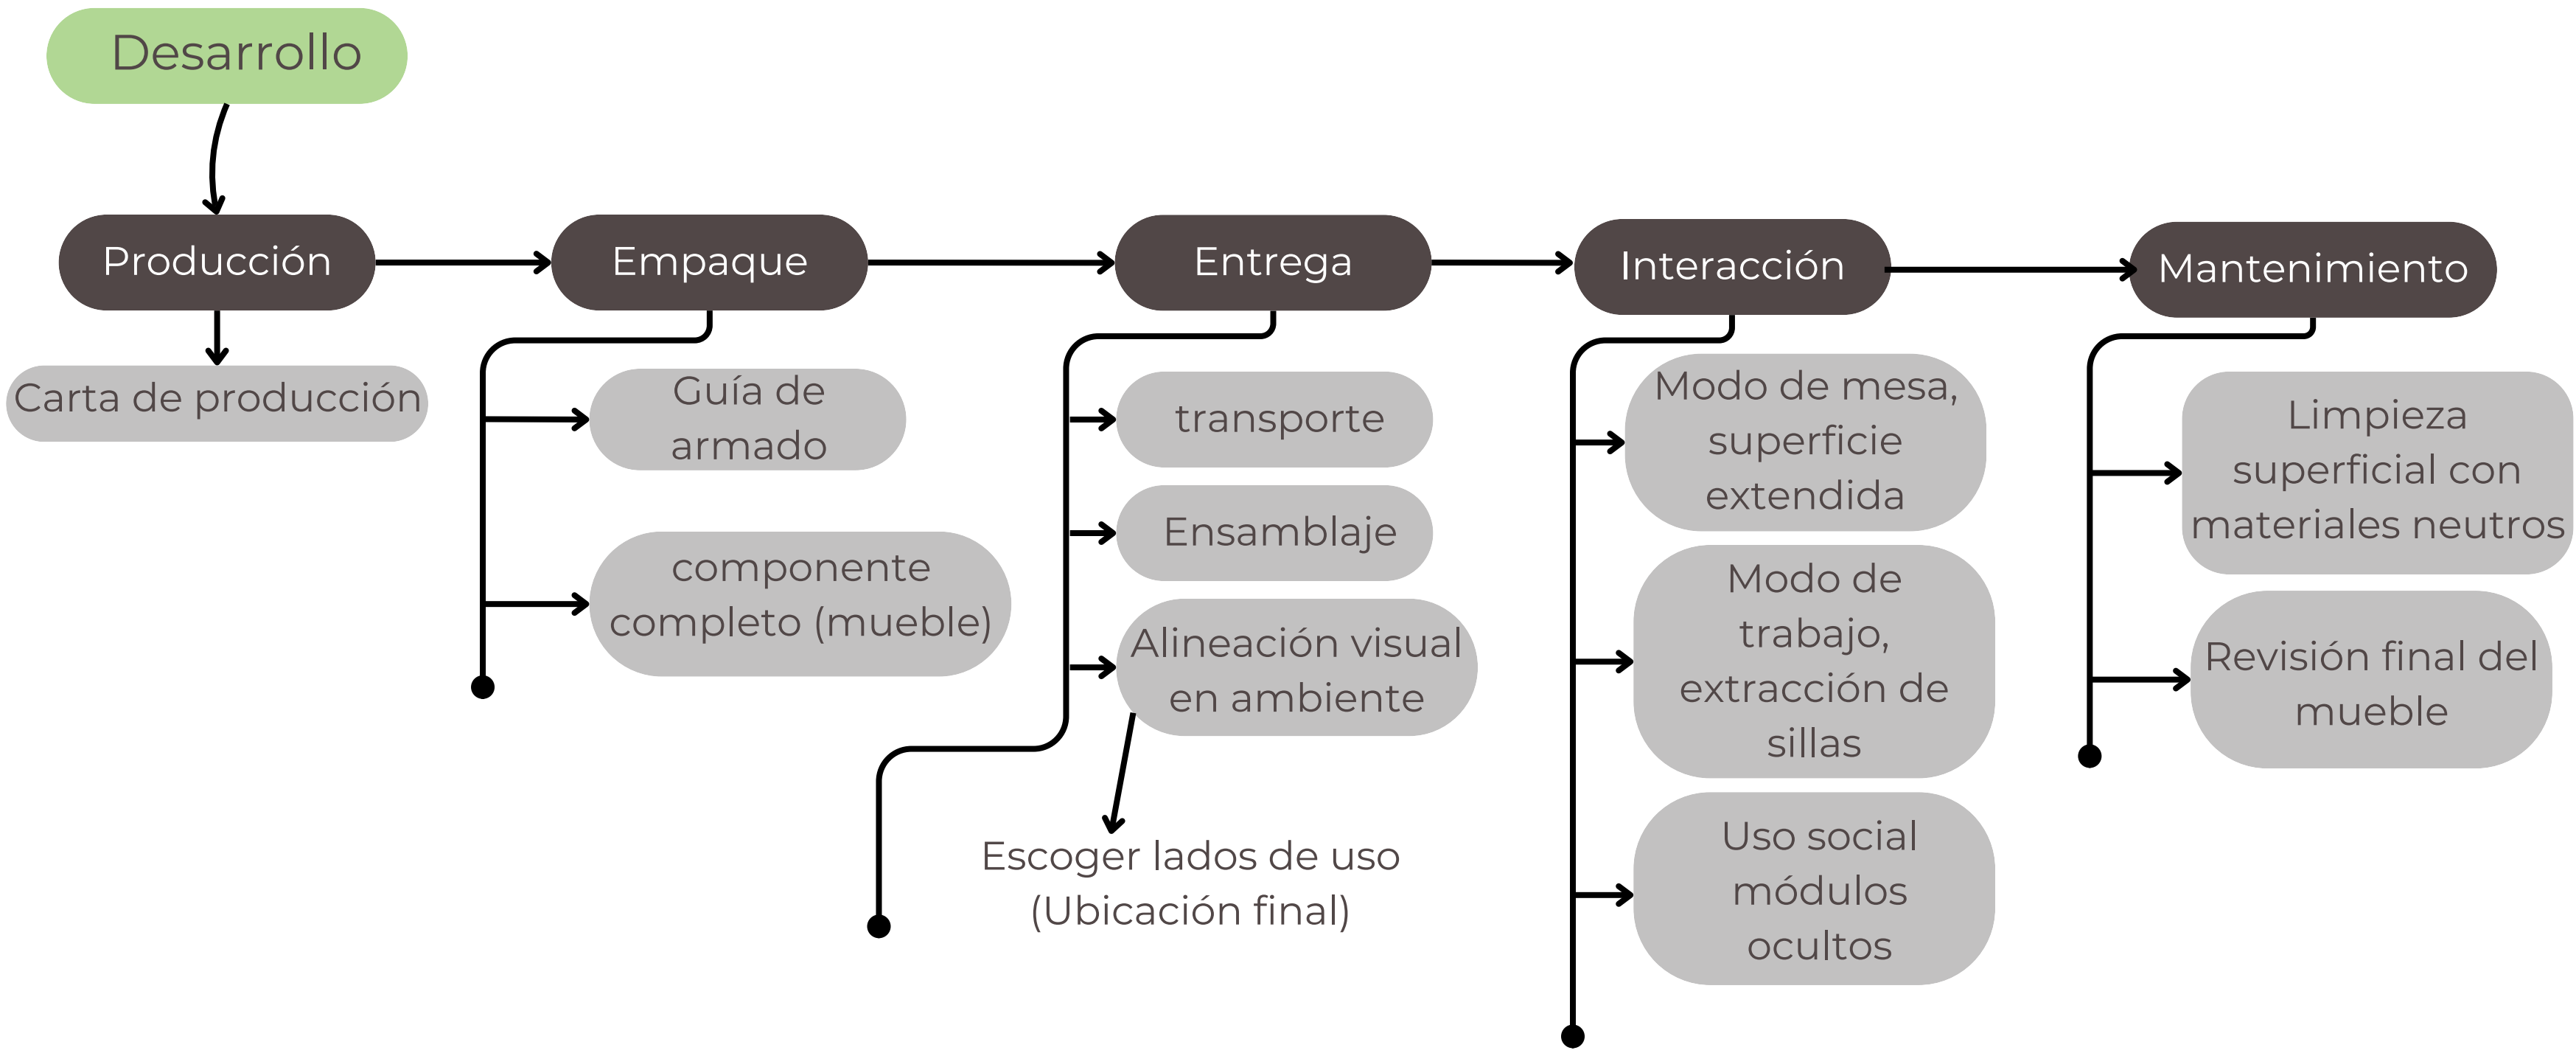 Desarrollo
Producción
Empaque
Entrega
Interacción
Mantenimiento
Carta de producción
Guía de
armado
componente
completo (mueble)
transporte
Ensamblaje
Alineación visual
en ambiente
Escoger lados de uso
(Ubicación final)
Modo de mesa,
superficie
extendida
Modo de
trabajo,
extracción de
sillas
Uso social
módulos
ocultos
Limpieza
superficial con
materiales neutros
Revisión final del
mueble